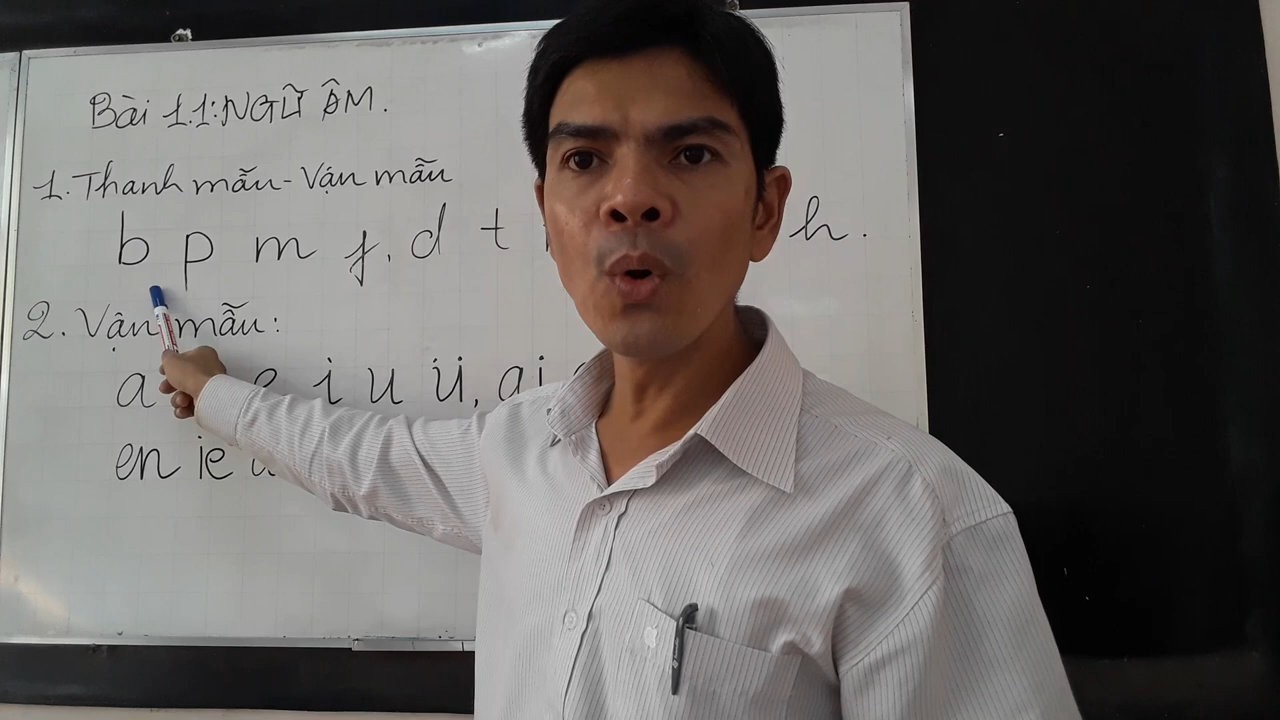 Bài 1.1: NGỮ ÂM.
1. Thanh mẫu - Vận mẫu
b p m f, d t h.
2. Vận mẫu:
a e i u ü, ai
en ie